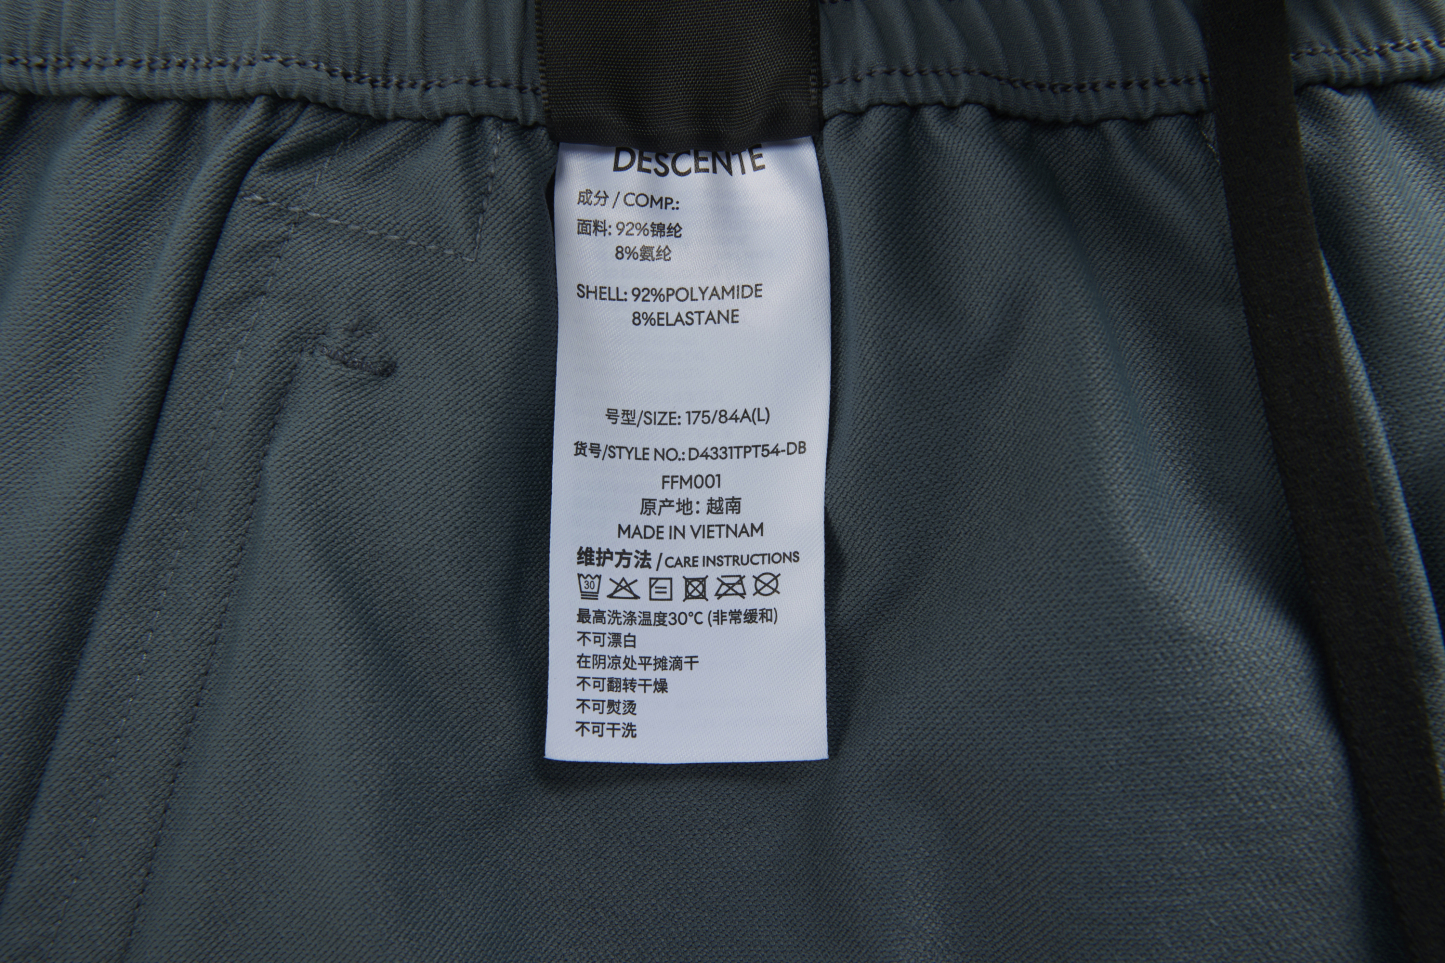 DESCENTE
成分 / COMP.:
面料: 92%锦纶
8%氨纶
SHELL: 92%POLYAMIDE
8%ELASTANE
号型/SIZE: 175/84A(L)
货号/STYLE NO.: D4331TPT54-DB
FFM001
原产地: 越南
MADE IN VIETNAM
维护方法 / CARE INSTRUCTIONS
30
最高洗涤温度30°C (非常缓和)
不可漂白
在阴凉处平摊滴干
不可翻转干燥
不可熨烫
不可干洗